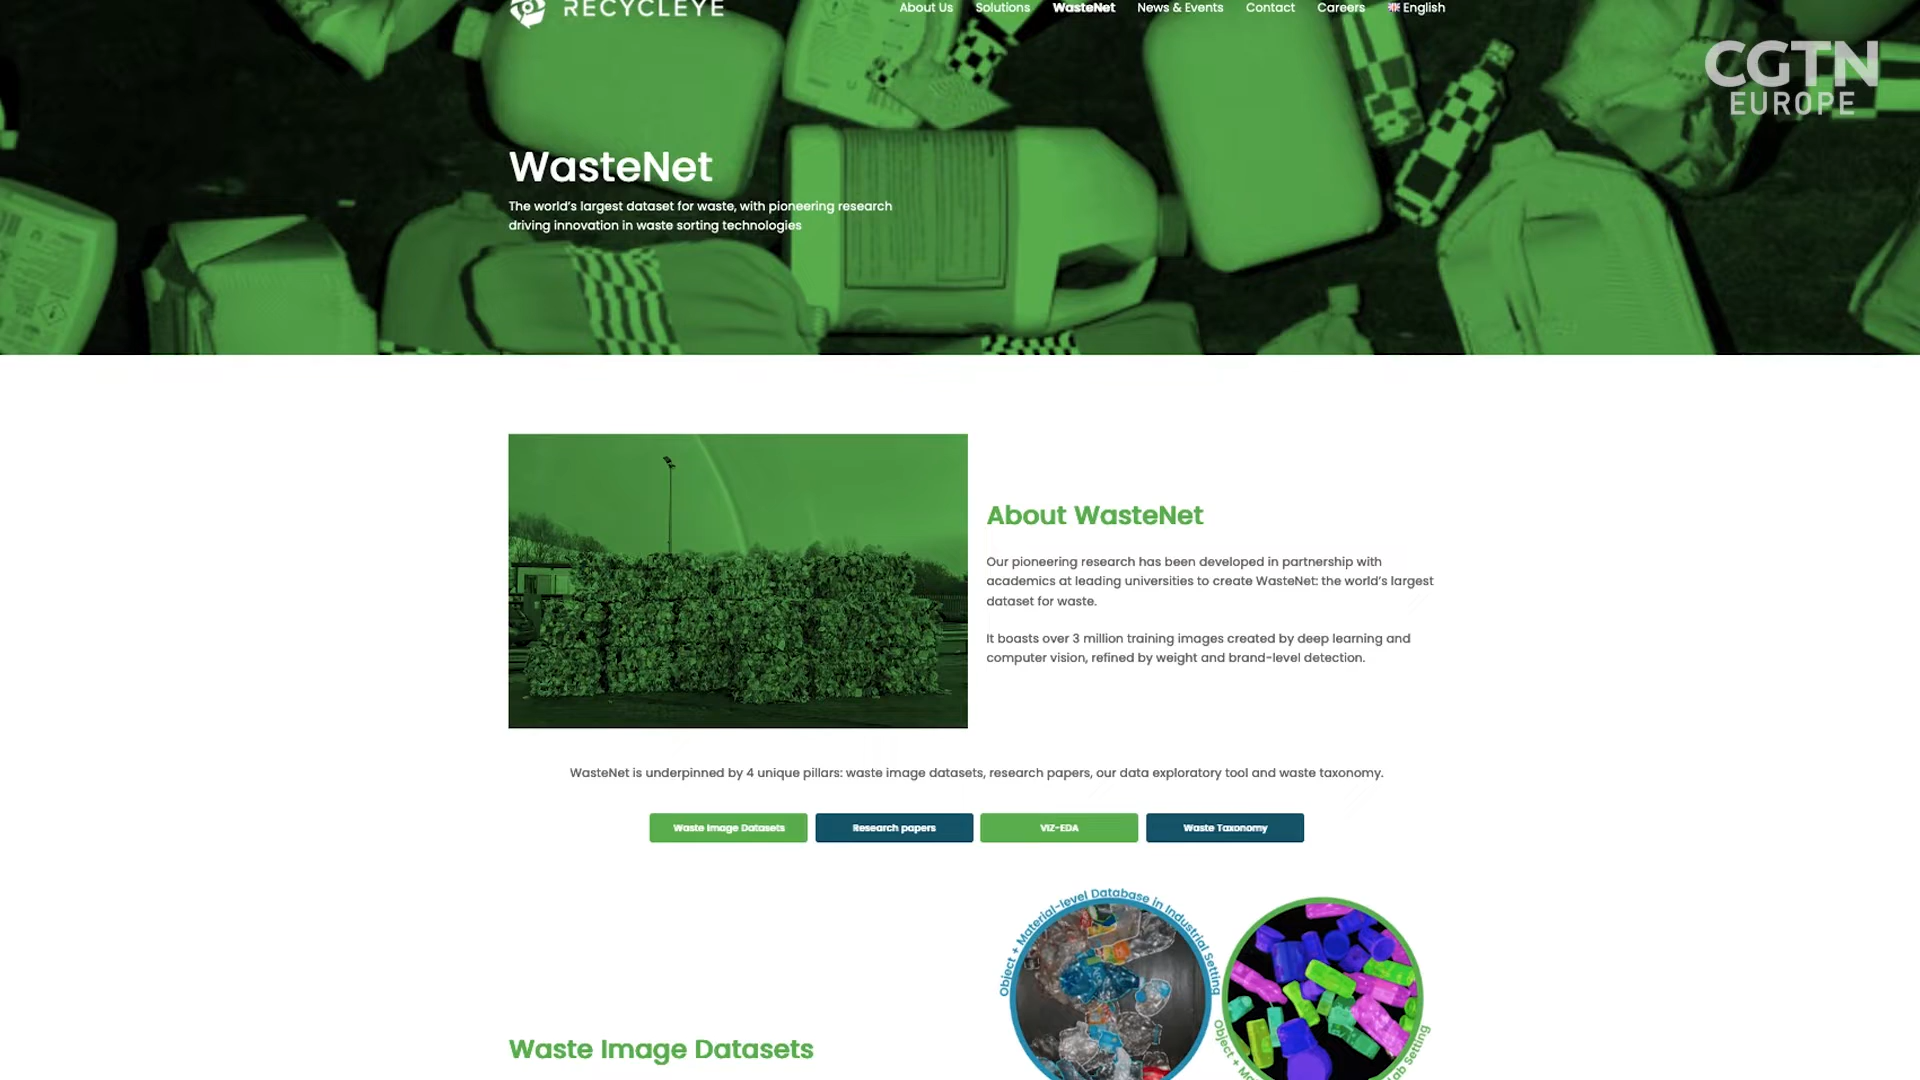 RECYCLEYE
About Us Solutions WasteNet News & Events Contact Careers English
CGTN
EUROPE
WasteNet
The world's largest dataset for waste, with pioneering research
driving innovation in waste sorting technologies
About WasteNet
Our pioneering research has been developed in partnership with
academics at leading universities to create WasteNet: the world's largest
dataset for waste.
It boasts over 3 million training images created by deep learning and
computer vision, refined by weight and brand-level detection.
WasteNet is underpinned by 4 unique pillars: waste image datasets, research papers, our data exploratory tool and waste taxonomy.
Waste Image Datasets Research papers VIZ-EDA Waste Taxonomy
Object + Material-level Database in Industrial Setting
Object +
Lab Setting
Waste Image Datasets